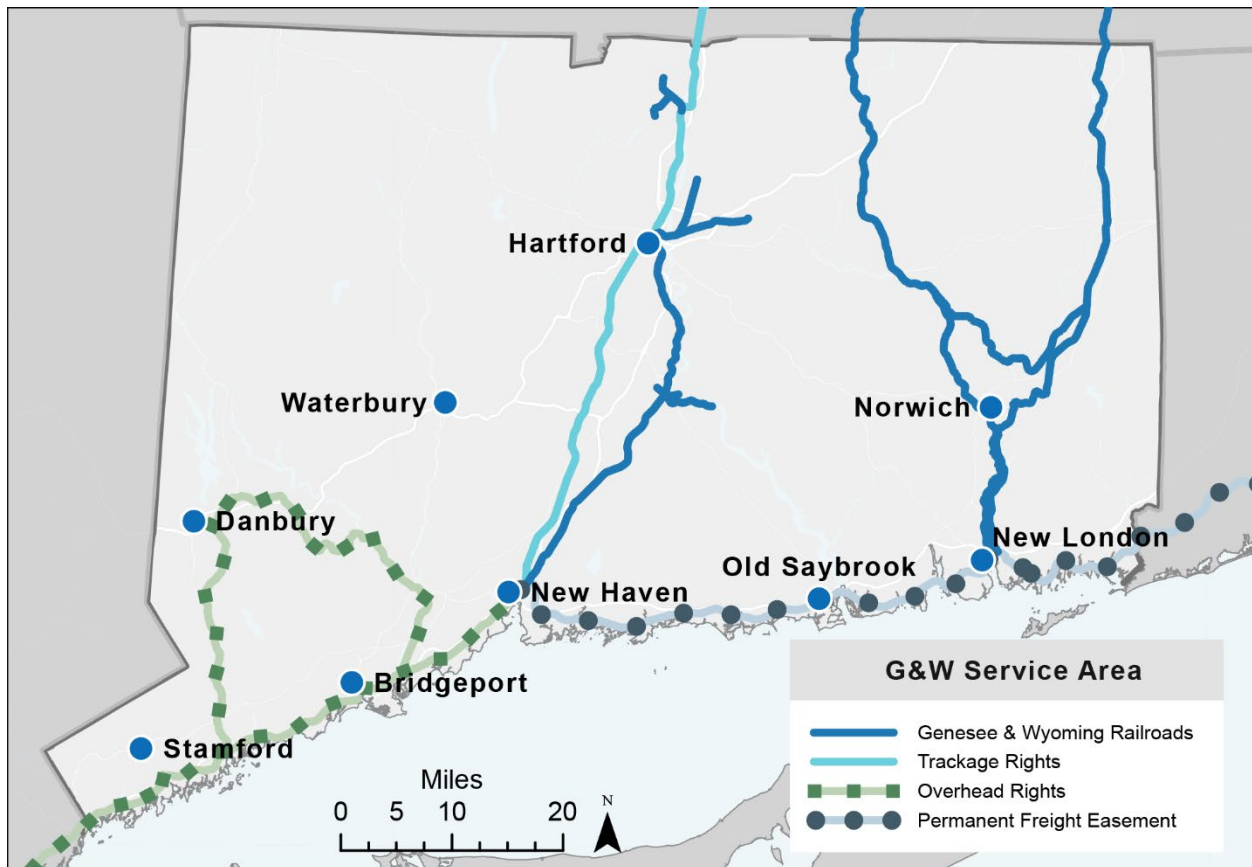 Hartford
Waterbury
Norwich
Danbury
New London
Old Saybrook
New Haven
Bridgeport
Stamford
Miles
0 5 10 20
N
G&W Service Area
Genesee & Wyoming Railroads
Trackage Rights
Overhead Rights
Permanent Freight Easement